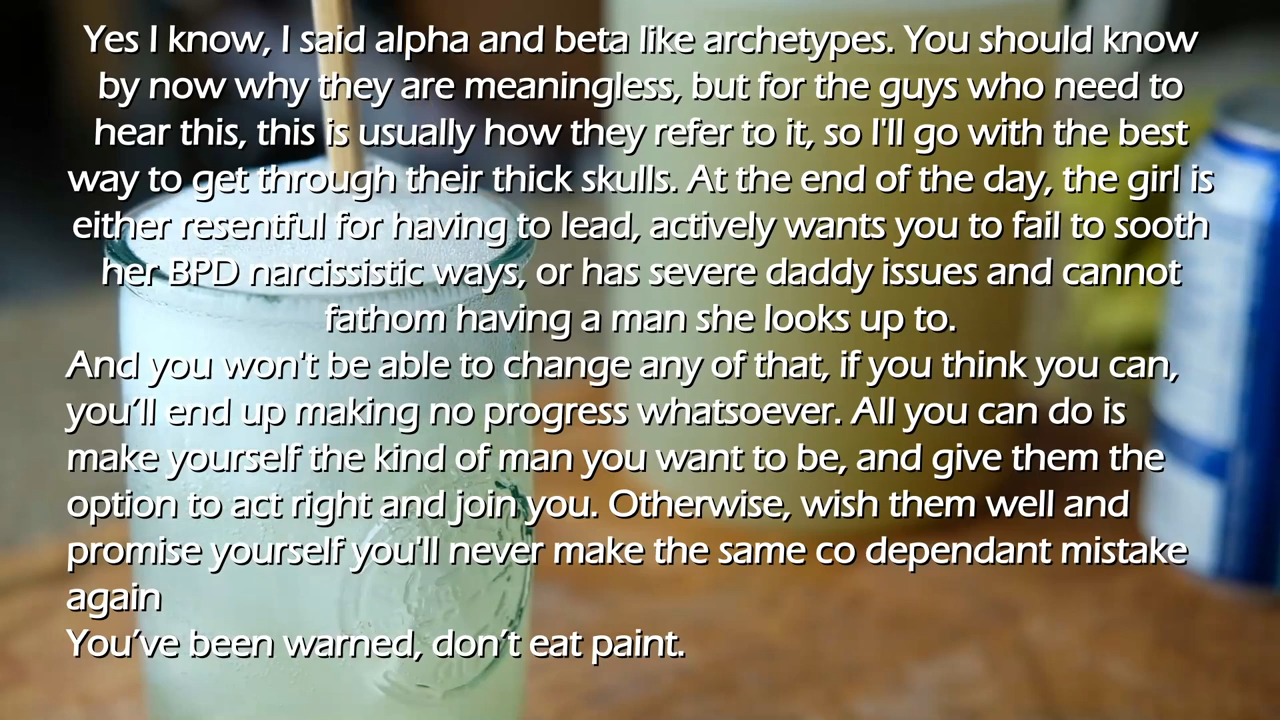 Yes I know, I said alpha and beta like archetypes. You should know
by now why they are meaningless, but for the guys who need to
hear this, this is usually how they refer to it, so I'll go with the best
way to get through their thick skulls. At the end of the day, the girl is
either resentful for having to lead, actively wants you to fail to sooth
her BPD narcissistic ways, or has severe daddy issues and cannot
fathom having a man she looks up to.
And you won't be able to change any of that, if you think you can,
you’ll end up making no progress whatsoever. All you can do is
make yourself the kind of man you want to be, and give them the
option to act right and join you. Otherwise, wish them well and
promise yourself you'll never make the same co dependant mistake
again
You’ve been warned, don’t eat paint.